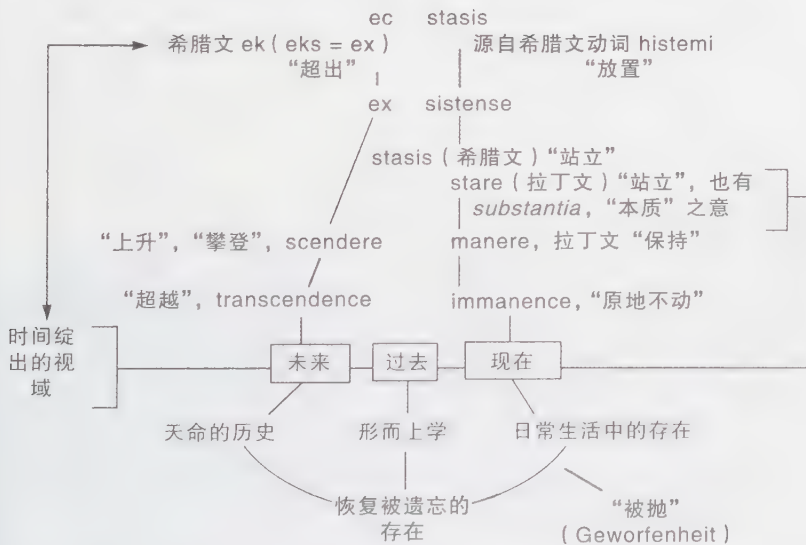 ec stasis
希腊文 ek（eks = ex） 源自希腊文动词 histemi
“超出” “放置”
ex sistense
stasis（希腊文）“站立”
stare（拉丁文）“站立”，也有
substantia，“本质”之意
“上升”，“攀登”，scendere manere，拉丁文“保持”
“超越”，transcendence immanence，“原地不动”
时间绽
出的视
域
未来 过去 现在
天命的历史 形而上学 日常生活中的存在
恢复被遗忘的
存在
“被抛”
（Geworfenheit）